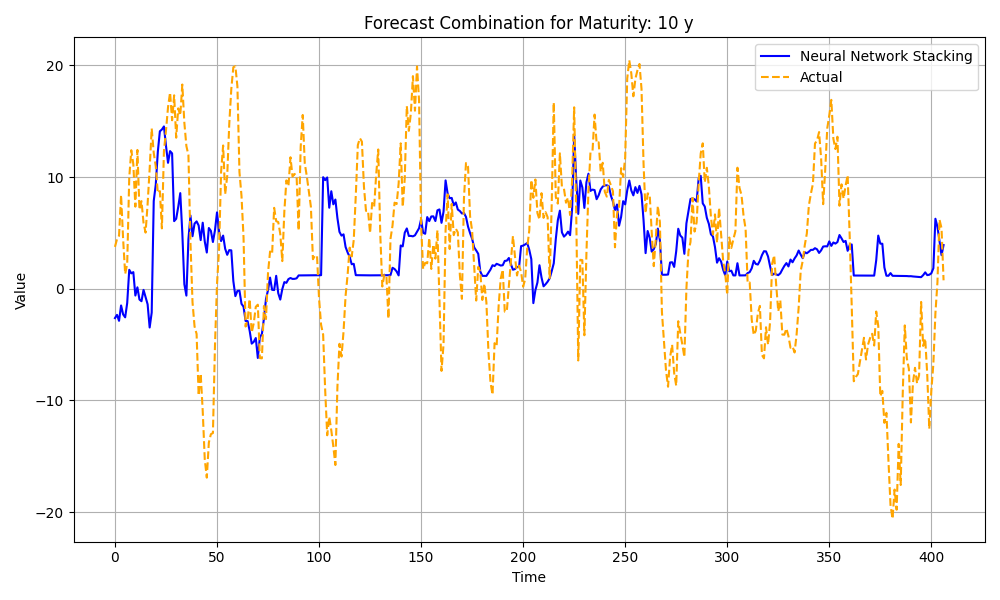 Forecast Combination for Maturity: 10 y
Neural Network Stacking
Actual
Value
20
10
0
−10
−20
0 50 100 150 200 250 300 350 400
Time